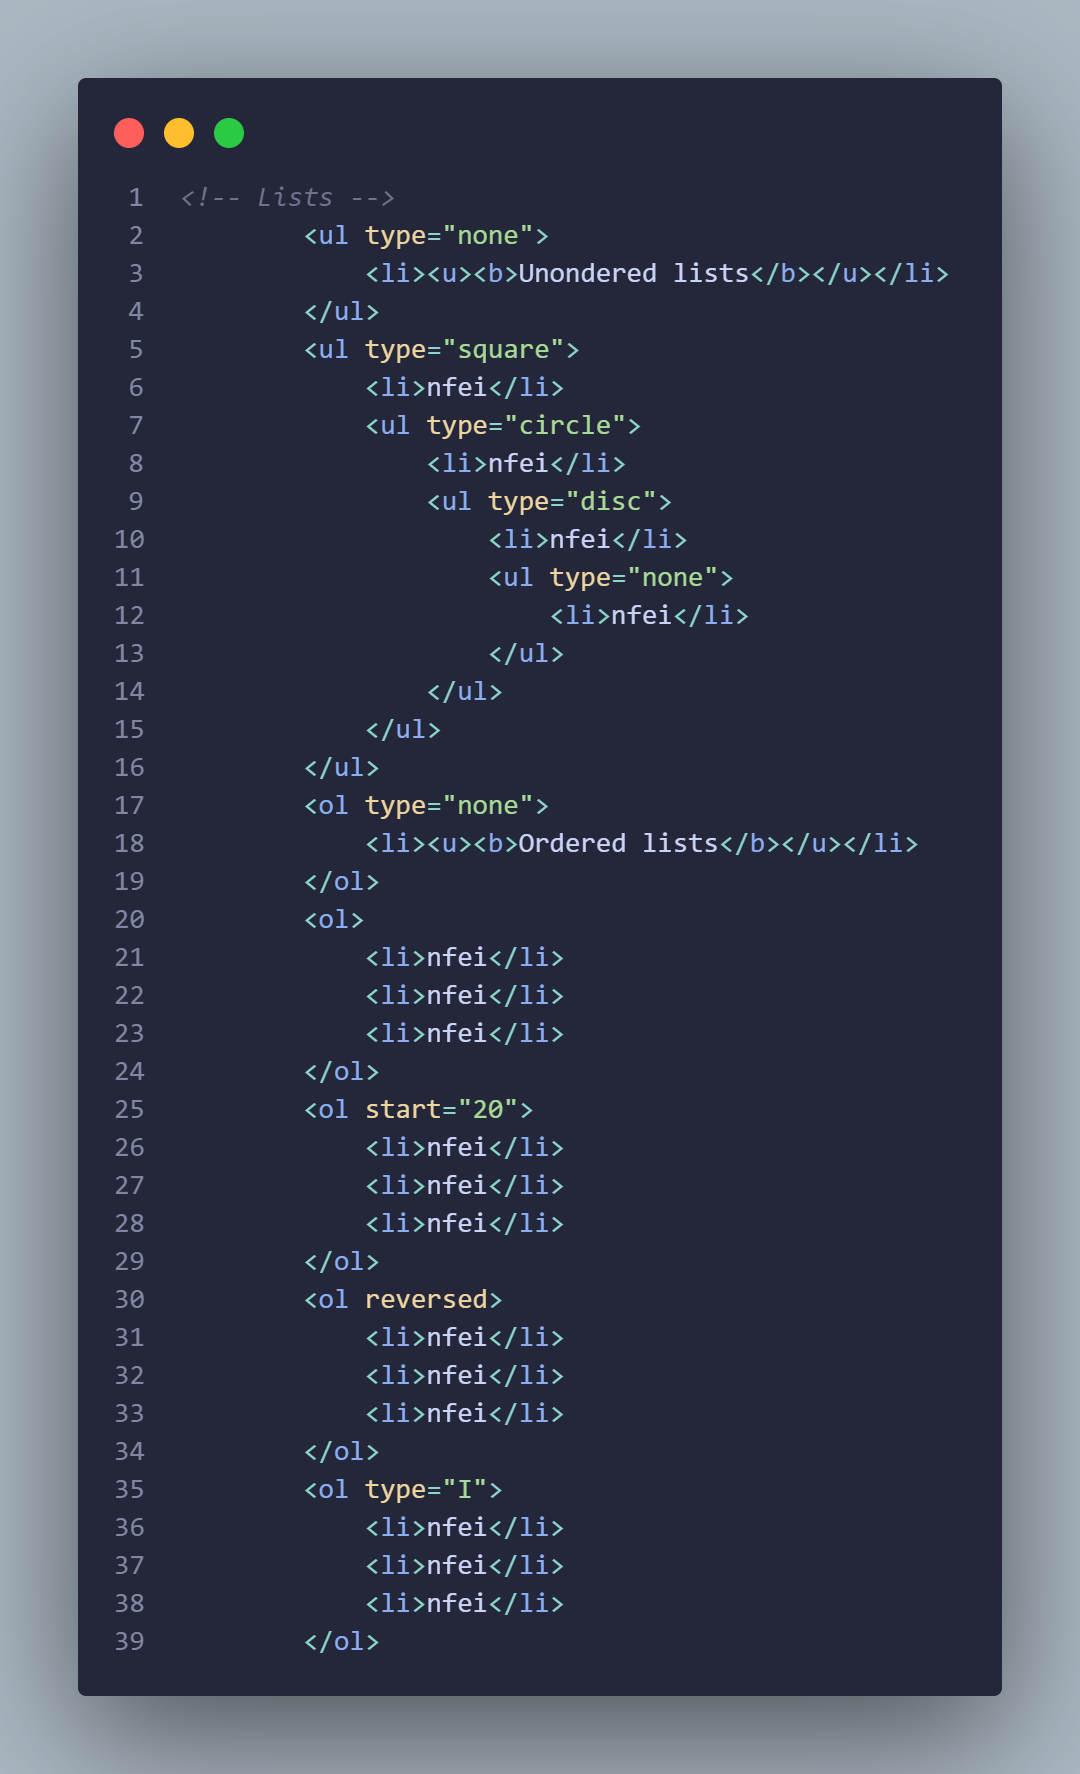 1 <!-- Lists -->
2         <ul type="none">
3             <li><u><b>Unondered lists</b></u></li>
4         </ul>
5         <ul type="square">
6             <li>nfei</li>
7             <ul type="circle">
8                 <li>nfei</li>
9                 <ul type="disc">
10                     <li>nfei</li>
11                     <ul type="none">
12                         <li>nfei</li>
13                     </ul>
14                 </ul>
15             </ul>
16         </ul>
17         <ol type="none">
18             <li><u><b>Ordered lists</b></u></li>
19         </ol>
20         <ol>
21             <li>nfei</li>
22             <li>nfei</li>
23             <li>nfei</li>
24         </ol>
25         <ol start="20">
26             <li>nfei</li>
27             <li>nfei</li>
28             <li>nfei</li>
29         </ol>
30         <ol reversed>
31             <li>nfei</li>
32             <li>nfei</li>
33             <li>nfei</li>
34         </ol>
35         <ol type="I">
36             <li>nfei</li>
37             <li>nfei</li>
38             <li>nfei</li>
39         </ol>